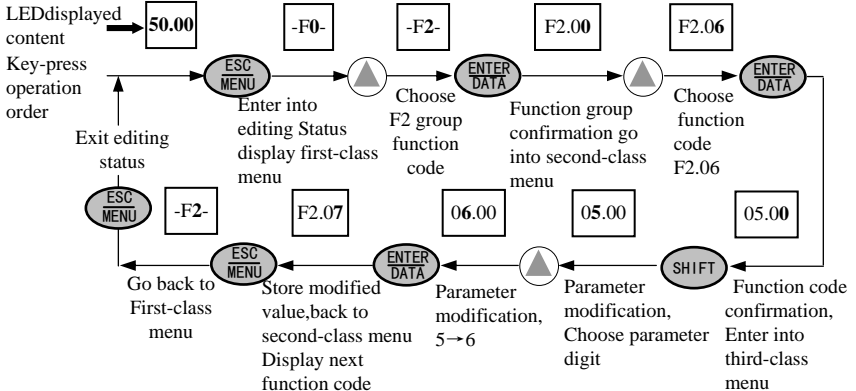 LEDdisplayed
content
50.00
-F0-
-F2-
F2.00
F2.06
Key-press
operation
order
ESC
MENU
ENTER
DATA
ENTER
DATA
Enter into
editing Status
display first-class
menu
Choose
F2 group
function
code
Function group
confirmation go
into second-class
menu
Choose
function
code
F2.06
Exit editing
status
ESC
MENU
-F2-
F2.07
06.00
05.00
05.00
ESC
MENU
ENTER
DATA
SHIFT
Go back to
First-class
menu
Store modified
value,back to
second-class menu
Display next
function code
Parameter
modification,
5→6
Parameter
modification,
Choose parameter
digit
Function code
confirmation,
Enter into
third-class
menu